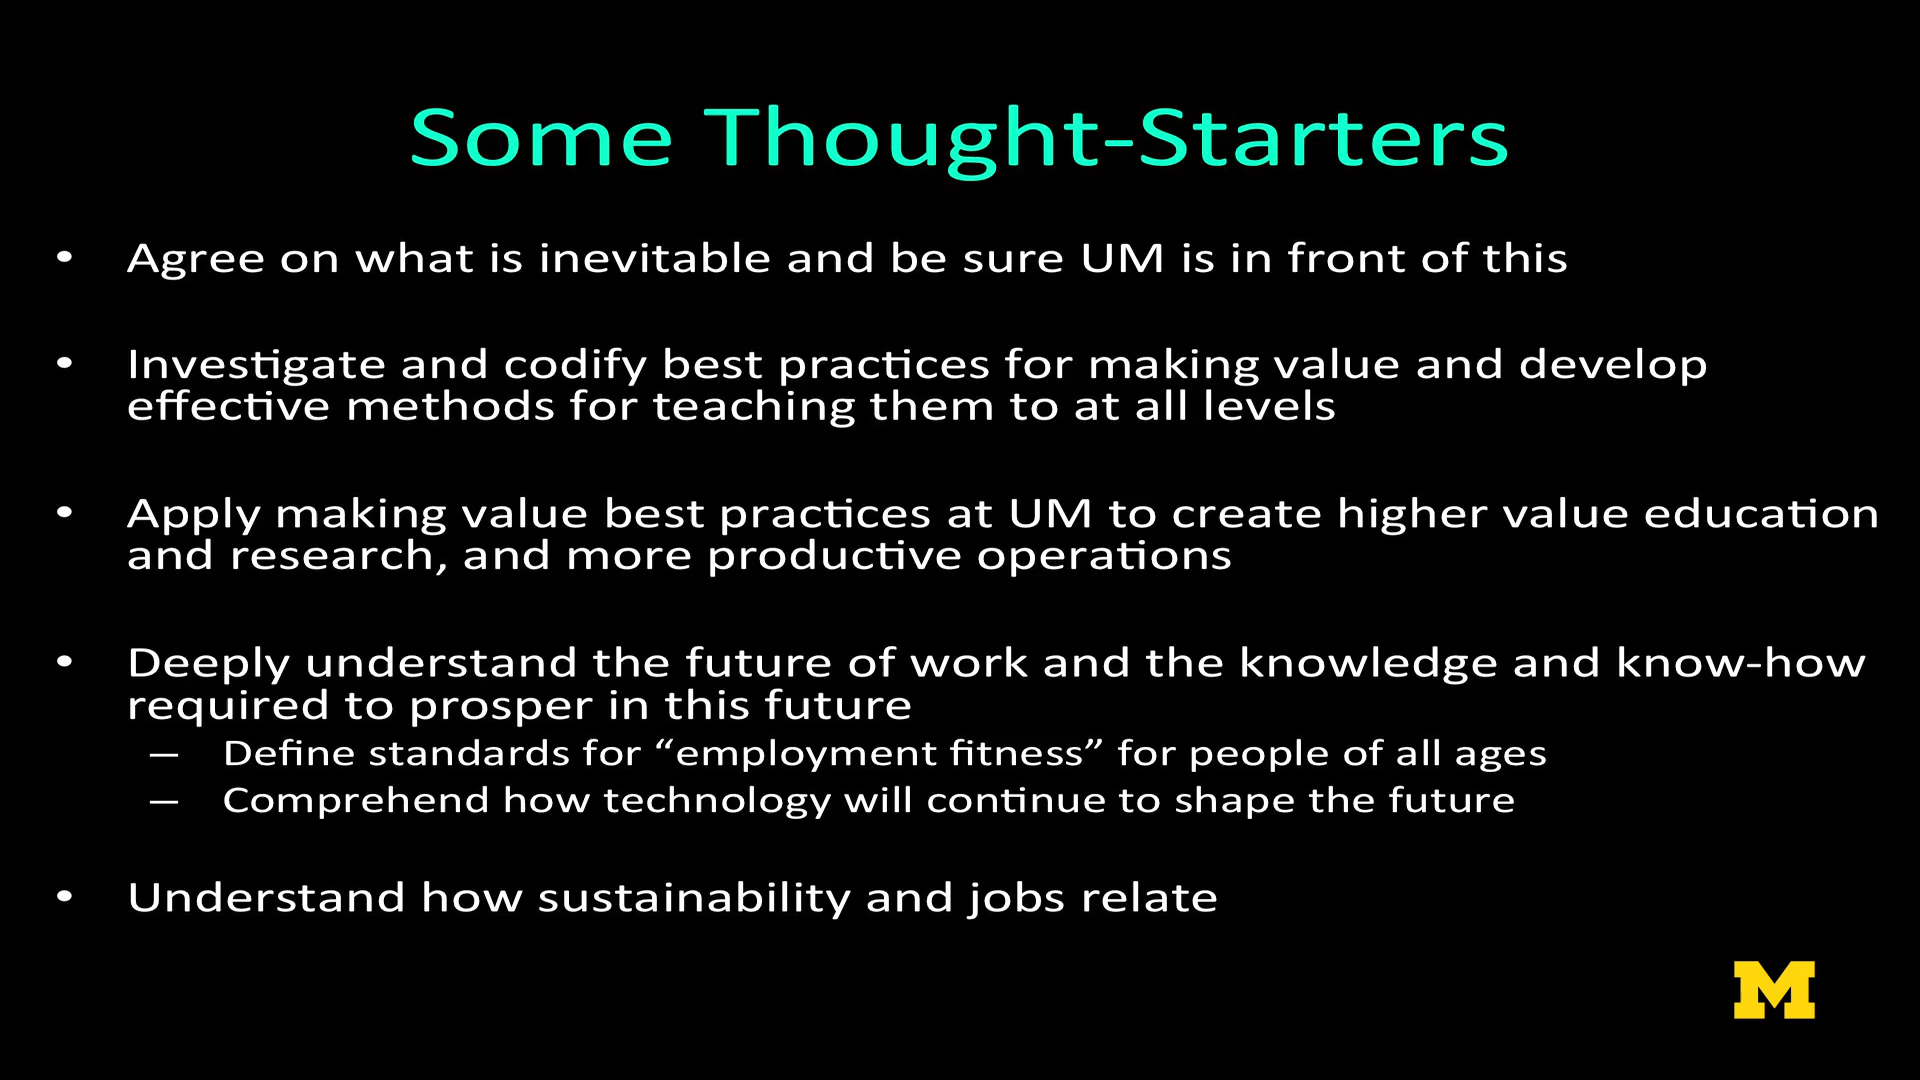 Some Thought-Starters
• Agree on what is inevitable and be sure UM is in front of this
• Investigate and codify best practices for making value and develop
effective methods for teaching them to at all levels
• Apply making value best practices at UM to create higher value education
and research, and more productive operations
• Deeply understand the future of work and the knowledge and know-how
required to prosper in this future
– Define standards for “employment fitness” for people of all ages
– Comprehend how technology will continue to shape the future
• Understand how sustainability and jobs relate
M